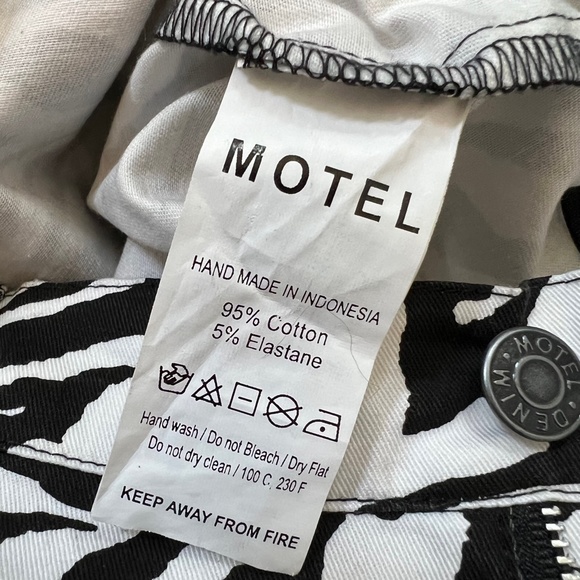 MOTEL
HAND MADE IN INDONESIA
95% Cotton
5% Elastane
Hand wash / Do not Bleach / Dry Flat
Do not dry clean / 100 C, 230 F
KEEP AWAY FROM FIRE
MOTEL
DENIM